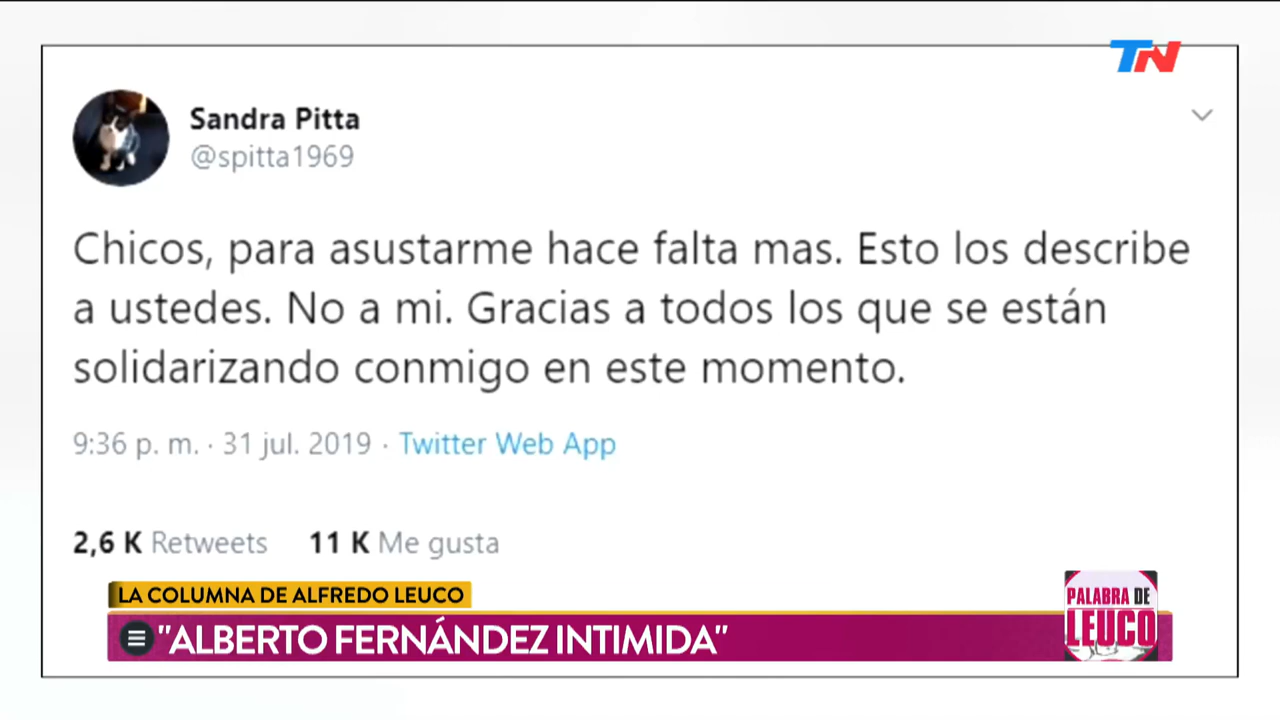 TN
Sandra Pitta
@spitta1969
Chicos, para asustarme hace falta mas. Esto los describe
a ustedes. No a mi. Gracias a todos los que se están
solidarizando conmigo en este momento.
9:36 p. m. · 31 jul. 2019 · Twitter Web App
2,6 K Retweets 11 K Me gusta
LA COLUMNA DE ALFREDO LEUCO
"ALBERTO FERNÁNDEZ INTIMIDA"
PALABRA DE
LEUCO